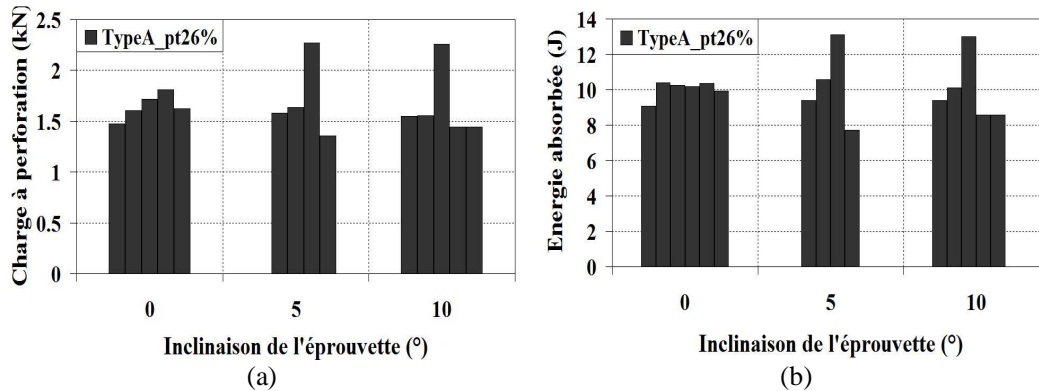 Charge à perforation (kN)
2.5
2
1.5
1
0.5
0
TypeA_pt26%
0 5 10
Inclinaison de l'éprouvette (°)
(a)
Energie absorbée (J)
14
12
10
8
6
4
2
0
TypeA_pt26%
0 5 10
Inclinaison de l'éprouvette (°)
(b)